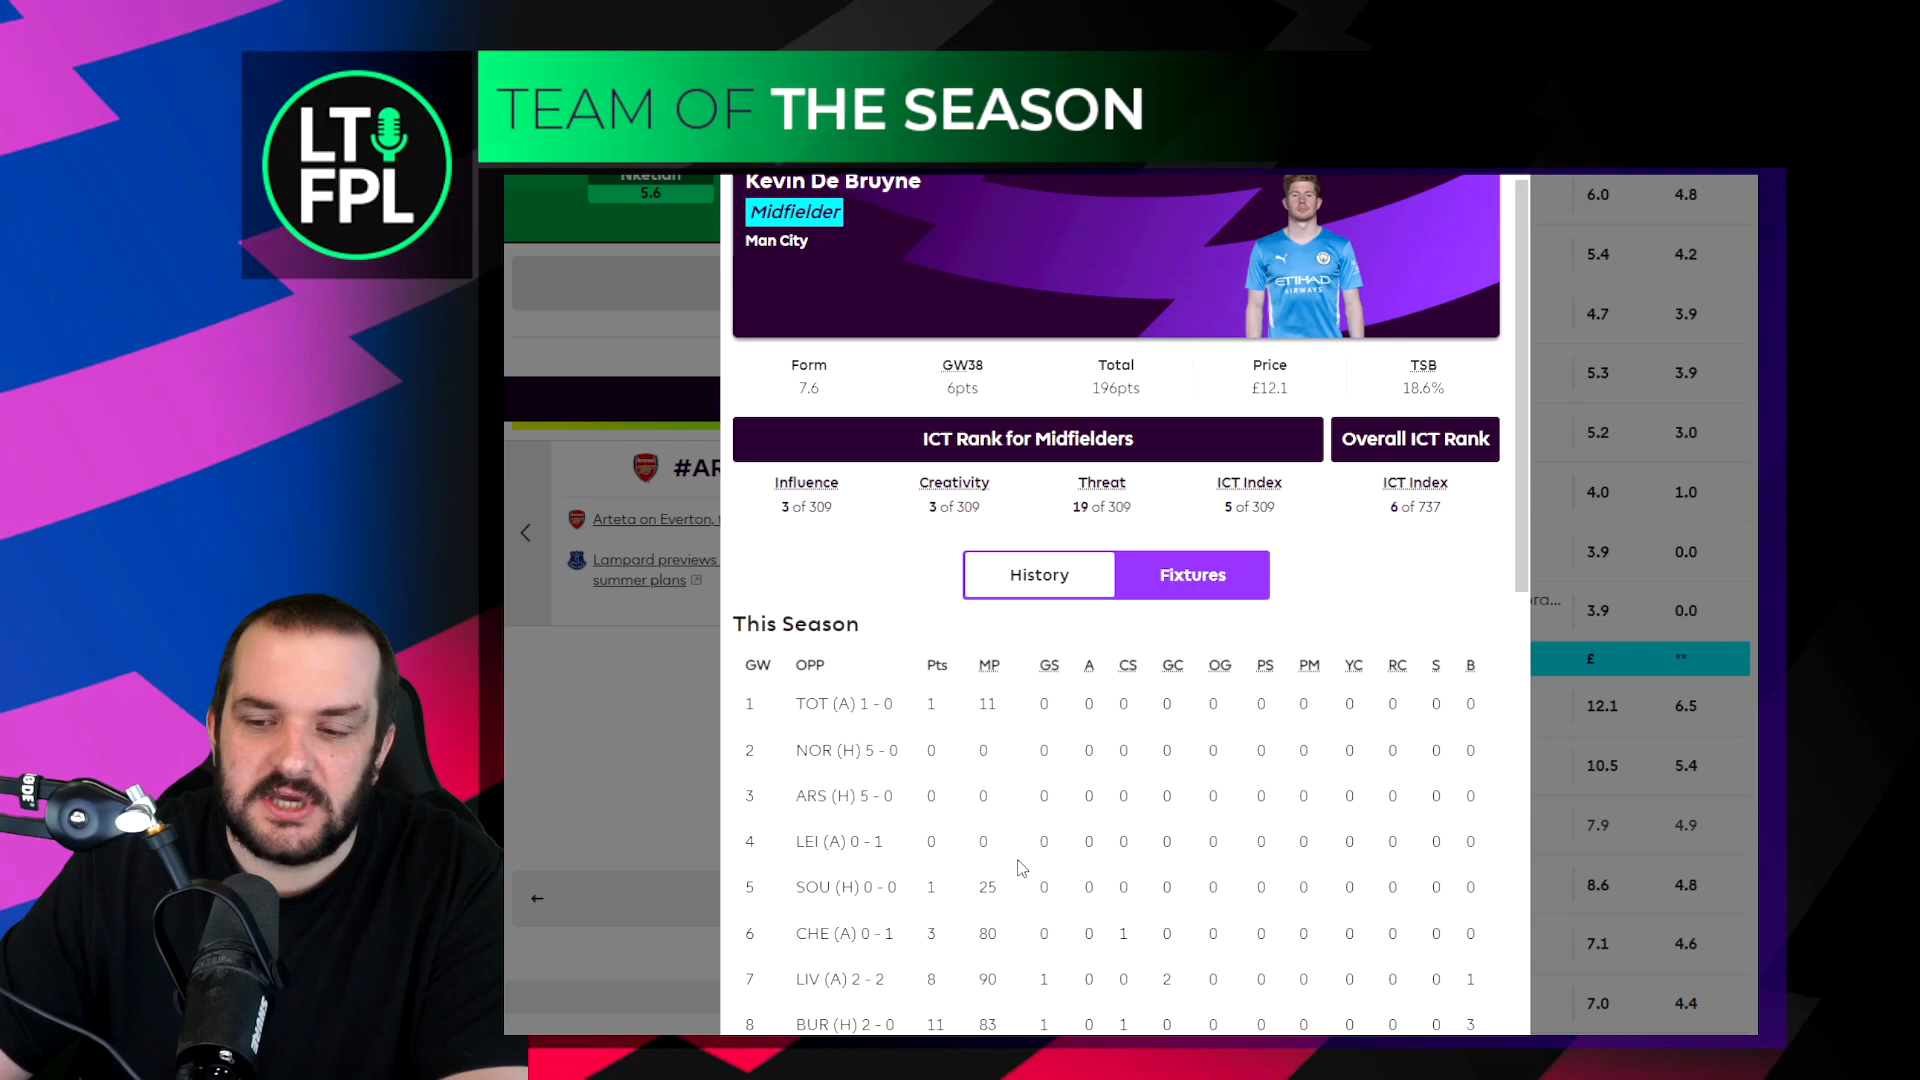 LT
FPL
TEAM OF THE SEASON
5.6
Kevin De Bruyne
Midfielder
Man City
ETIHAD
AIRWAYS
Form GW38 Total Price TSB
7.6 6pts 196pts £12.1 18.6%
ICT Rank for Midfielders Overall ICT Rank
Influence Creativity Threat ICT Index ICT Index
3 of 309 3 of 309 19 of 309 5 of 309 6 of 737
History Fixtures
This Season
GW OPP Pts MP GS A CS GC OG PS PM YC RC S B
1 TOT (A) 1 - 0 1 11 0 0 0 0 0 0 0 0 0 0 0
2 NOR (H) 5 - 0 0 0 0 0 0 0 0 0 0 0 0 0 0
3 ARS (H) 5 - 0 0 0 0 0 0 0 0 0 0 0 0 0 0
4 LEI (A) 0 - 1 0 0 0 0 0 0 0 0 0 0 0 0 0
5 SOU (H) 0 - 0 1 25 0 0 0 0 0 0 0 0 0 0 0
6 CHE (A) 0 - 1 3 80 0 0 1 0 0 0 0 0 0 0 0
7 LIV (A) 2 - 2 8 90 1 0 0 2 0 0 0 0 0 0 1
8 BUR (H) 2 - 0 11 83 1 0 1 0 0 0 0 0 0 0 3
#AR
Arteta on Everton,
Lampard previews
summer plans
6.0 4.8
5.4 4.2
4.7 3.9
5.3 3.9
5.2 3.0
4.0 1.0
3.9 0.0
3.9 0.0
£ **
12.1 6.5
10.5 5.4
7.9 4.9
8.6 4.8
7.1 4.6
7.0 4.4
RØDE
SHURE